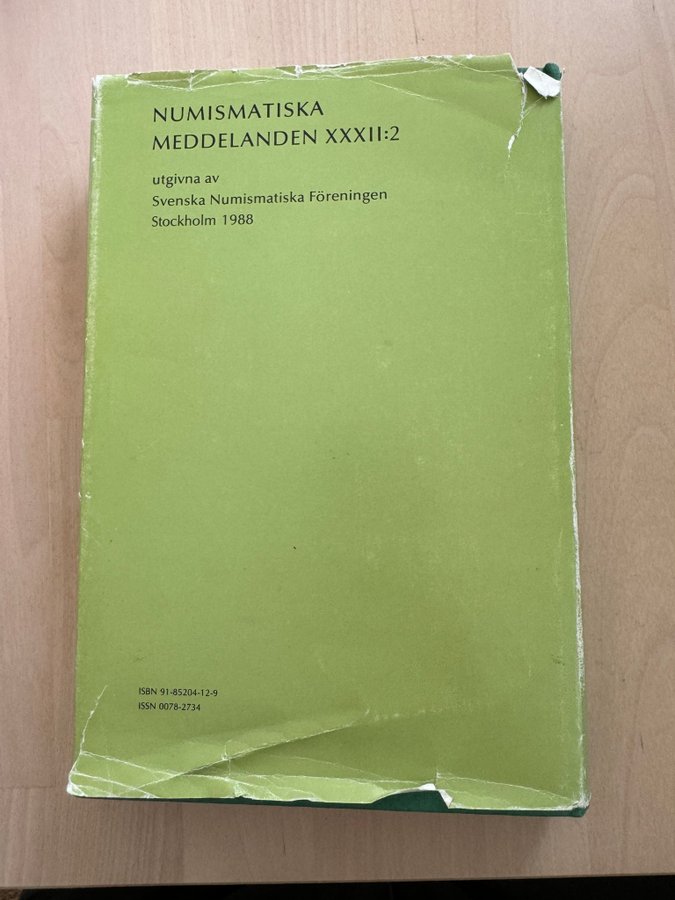 NUMISMATISKA
MEDDELANDEN XXXII:2
utgivna av
Svenska Numismatiska Föreningen
Stockholm 1988
ISBN 91-85204-12-9
ISSN 0078-2734